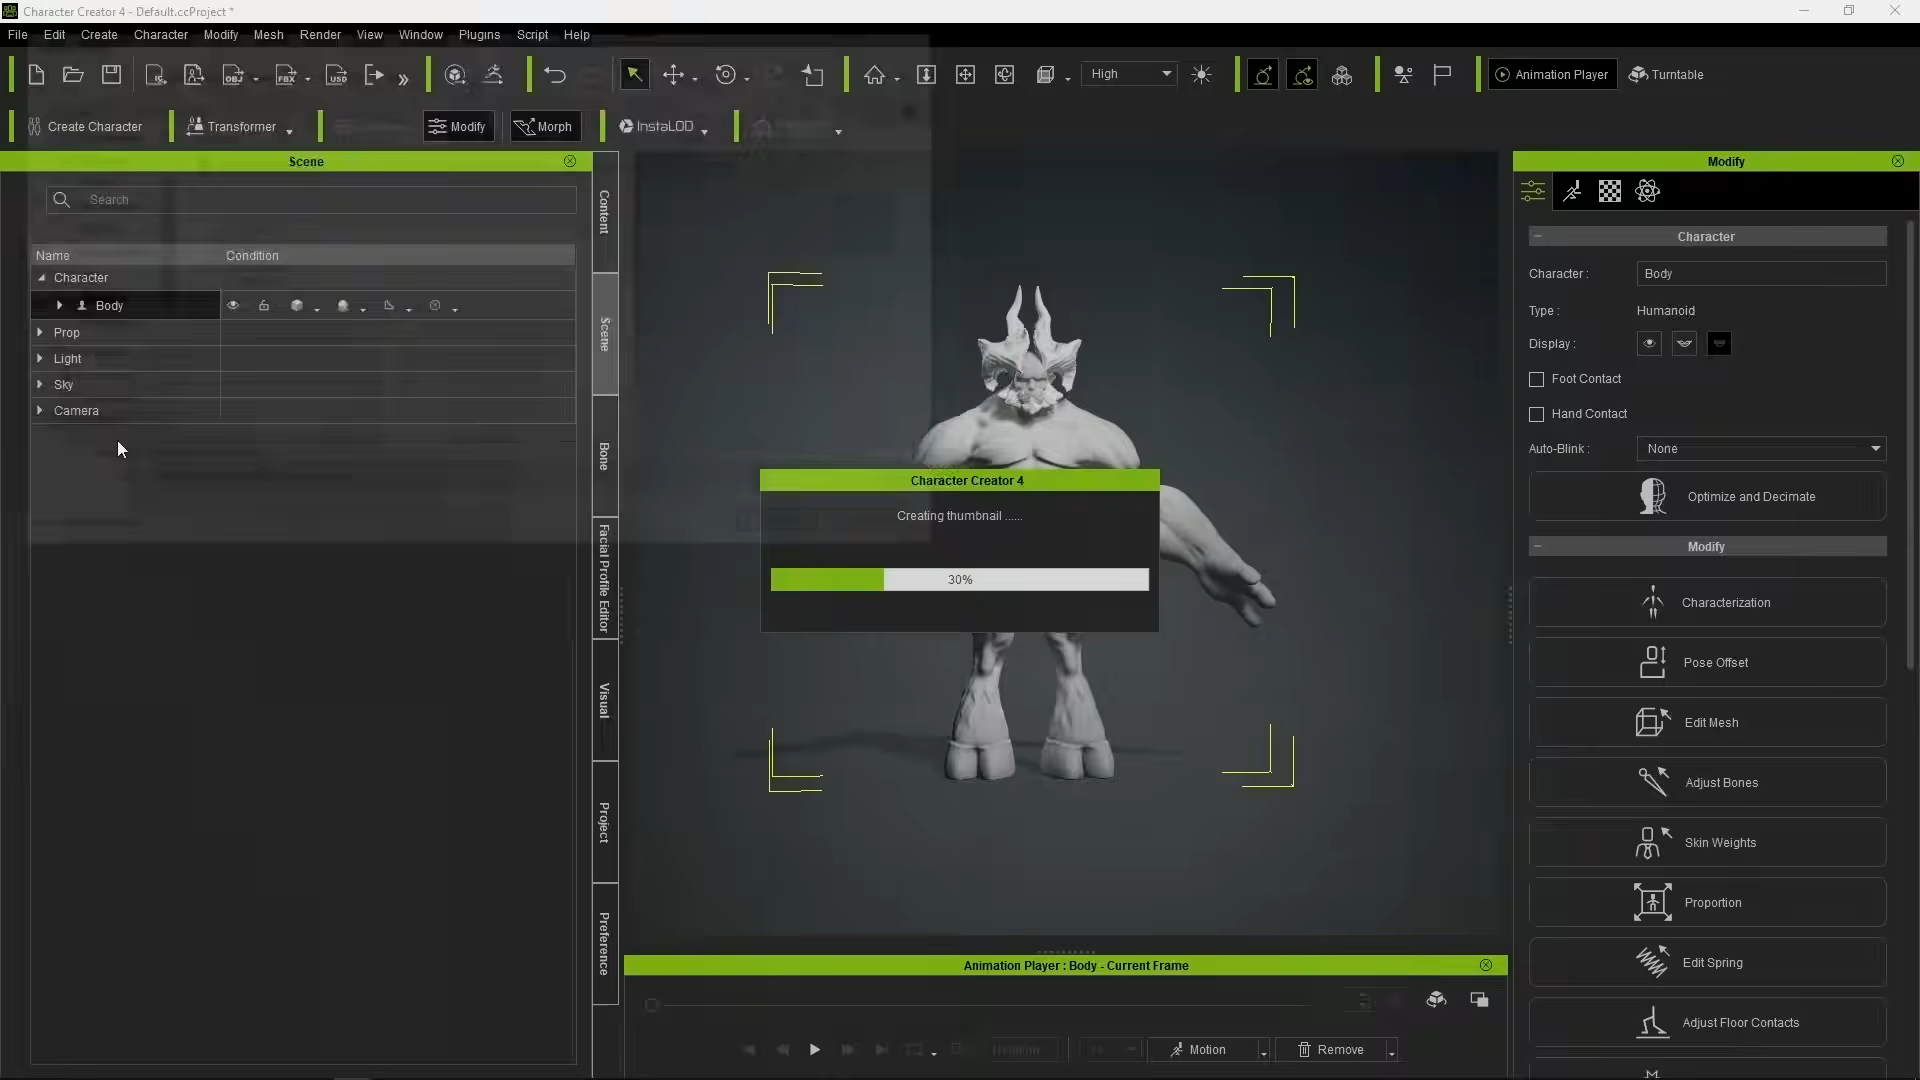 Character Creator 4 - Default.ccProject *
File Edit Create Character Modify Mesh Render View Window Plugins Script Help
High
Animation Player
Turntable
Create Character
Transformer
Modify
Morph
InstaLOD
Scene
Search
Name Condition
Character
Body
Prop
Light
Sky
Camera
Content
Scene
Bone
Facial Profile Editor
Visual
Project
Preference
Character Creator 4
Creating thumbnail ......
30%
Animation Player : Body - Current Frame
Motion
Remove
Modify
Character
Character : Body
Type : Humanoid
Display :
Foot Contact
Hand Contact
Auto-Blink : None
Optimize and Decimate
Modify
Characterization
Pose Offset
Edit Mesh
Adjust Bones
Skin Weights
Proportion
Edit Spring
Adjust Floor Contacts